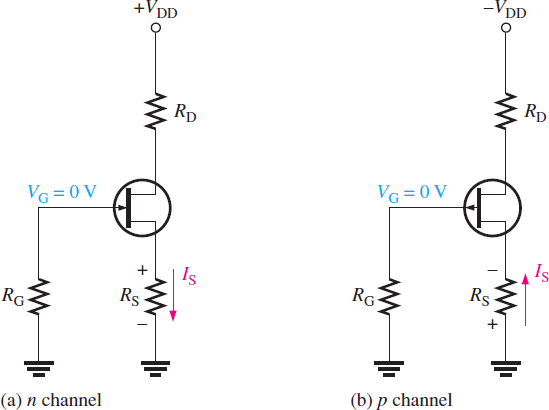 +VDD
RD
VG = 0 V
+
IS
RG
RS
–
(a) n channel
–VDD
RD
VG = 0 V
–
IS
RG
RS
+
(b) p channel